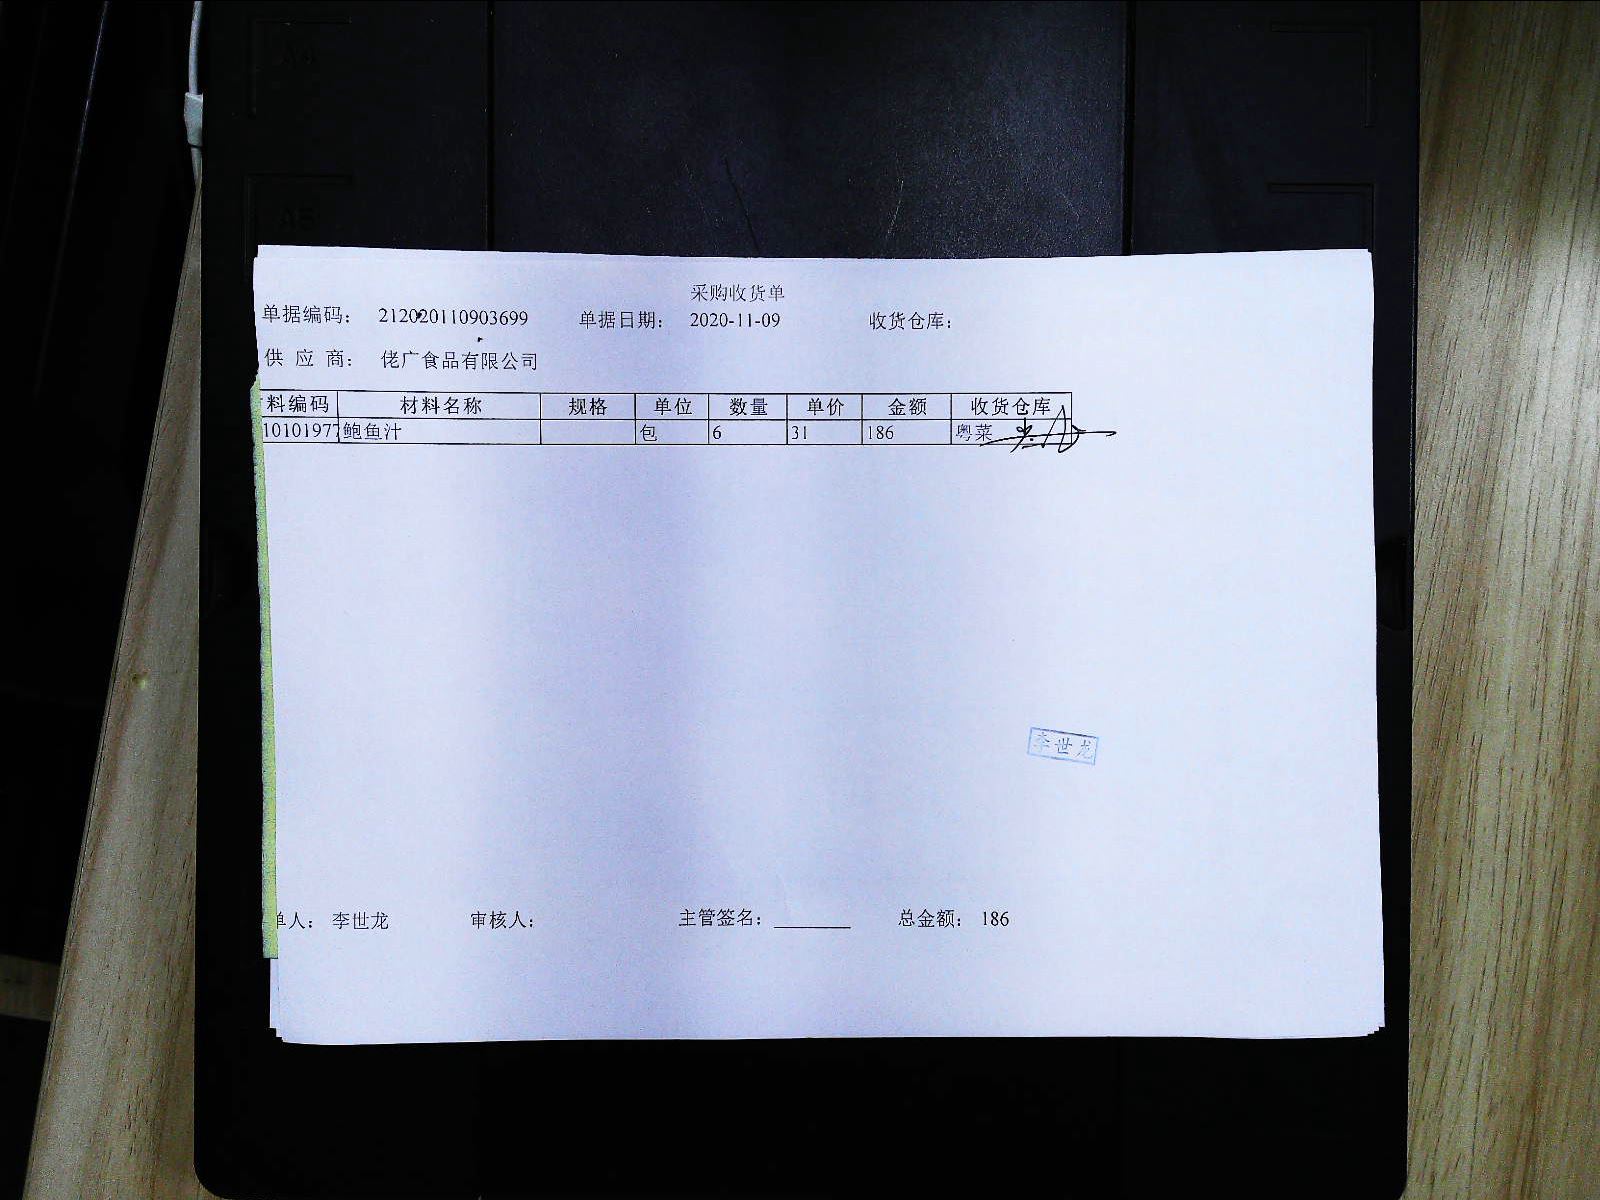 采购收货单
单据编码： 212020110903699 单据日期： 2020-11-09 收货仓库：
供 应 商： 佬广食品有限公司
料编码 材料名称 规格 单位 数量 单价 金额 收货仓库
10101977 鲍鱼汁 包 6 31 186 粤菜
李世龙
单人： 李世龙 审核人： 主管签名： 总金额： 186